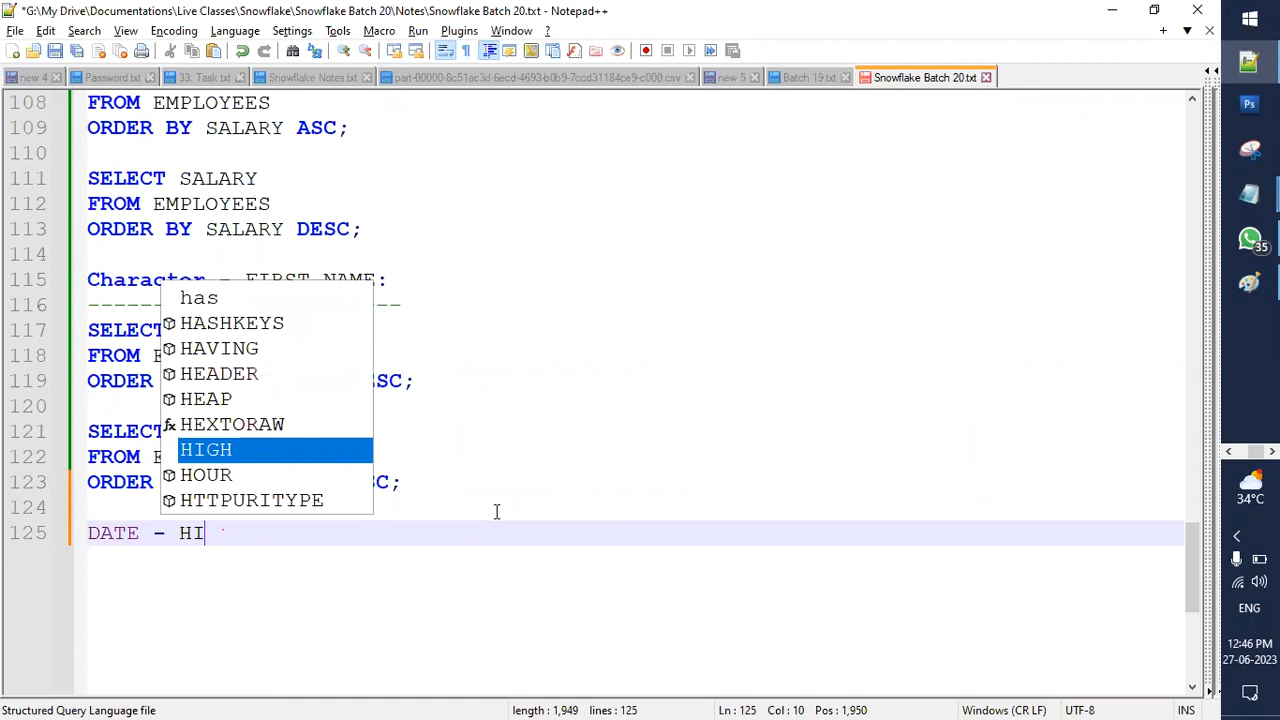 *G:\My Drive\Documentations\Live Classes\Snowflake\Snowflake Batch 20\Notes\Snowflake Batch 20.txt - Notepad++
File Edit Search View Encoding Language Settings Tools Macro Run Plugins Window ?
new 4 Password.txt 33. Task.txt Snowflake Notes.txt part-00000-8c51ac3d-6ecd-4693-b0b9-7ccd31184ce9-c000.csv new 5 Batch 19.txt Snowflake Batch 20.txt
108 FROM EMPLOYEES
109 ORDER BY SALARY ASC;
110
111 SELECT SALARY
112 FROM EMPLOYEES
113 ORDER BY SALARY DESC;
114
115 Charactor - FIRST_NAME:
116 ------------------------
117 SELECT
118 FROM E
119 ORDER SC;
120
121 SELECT
122 FROM E
123 ORDER SC;
124
125 DATE - HI
has
HASHKEYS
HAVING
HEADER
HEAP
HEXTORAW
HIGH
HOUR
HTTPURITYPE
Structured Query Language file length : 1,949 lines : 125 Ln : 125 Col : 10 Pos : 1,950 Windows (CR LF) UTF-8 INS
Ps
35
34°C
ENG
12:46 PM
27-06-2023